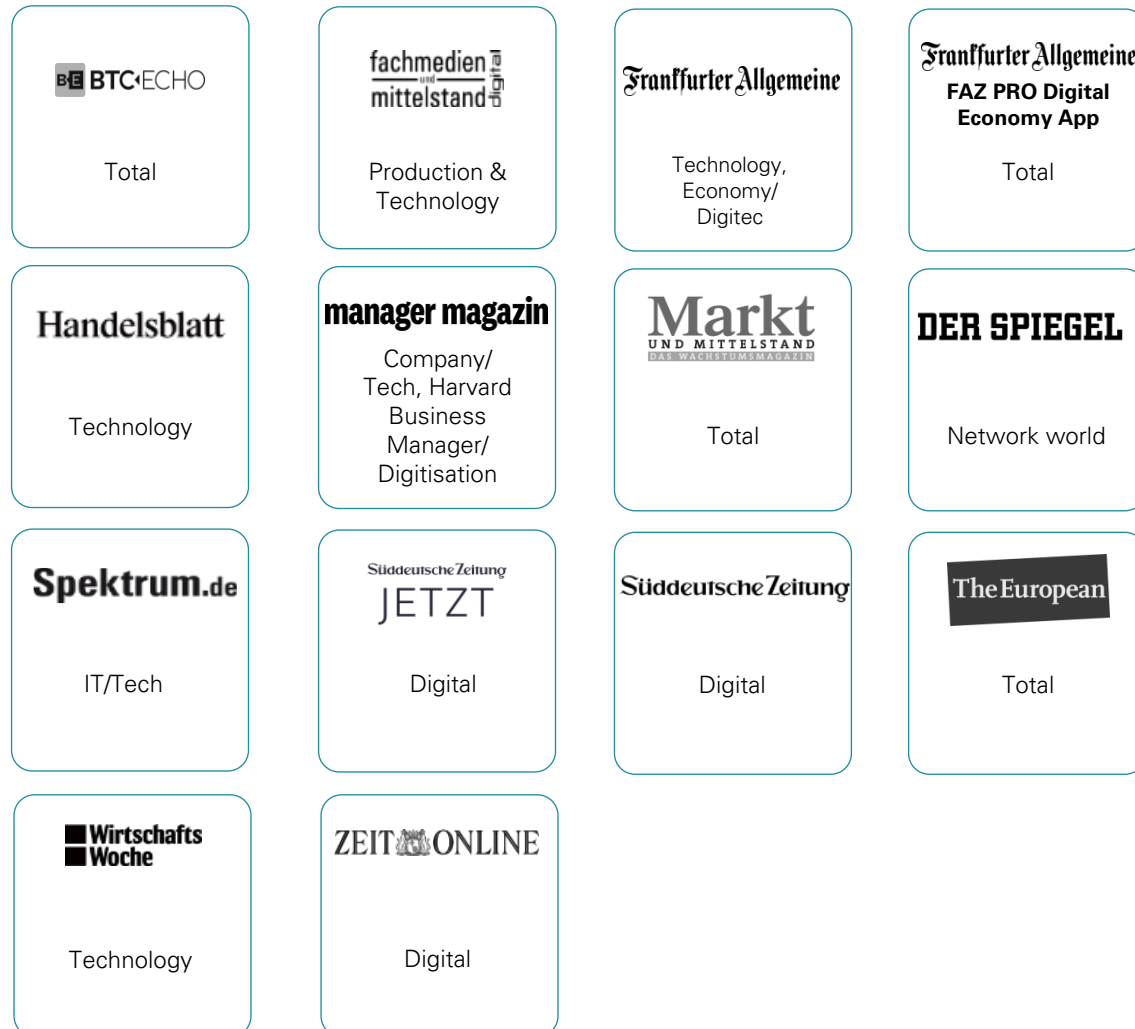 BE BTC ECHO
Total
fachmedien
und
mittelstand
digital
Production &
Technology
Frankfurter Allgemeine
Technology,
Economy/
Digitec
Frankfurter Allgemeine
FAZ PRO Digital
Economy App
Total
Handelsblatt
Technology
manager magazin
Company/
Tech, Harvard
Business
Manager/
Digitisation
Markt
UND MITTELSTAND
DAS WACHSTUMSMAGAZIN
Total
DER SPIEGEL
Network world
Spektrum.de
IT/Tech
Süddeutsche Zeitung
JETZT
Digital
Süddeutsche Zeitung
Digital
The European
Total
Wirtschafts
Woche
Technology
ZEIT ONLINE
Digital